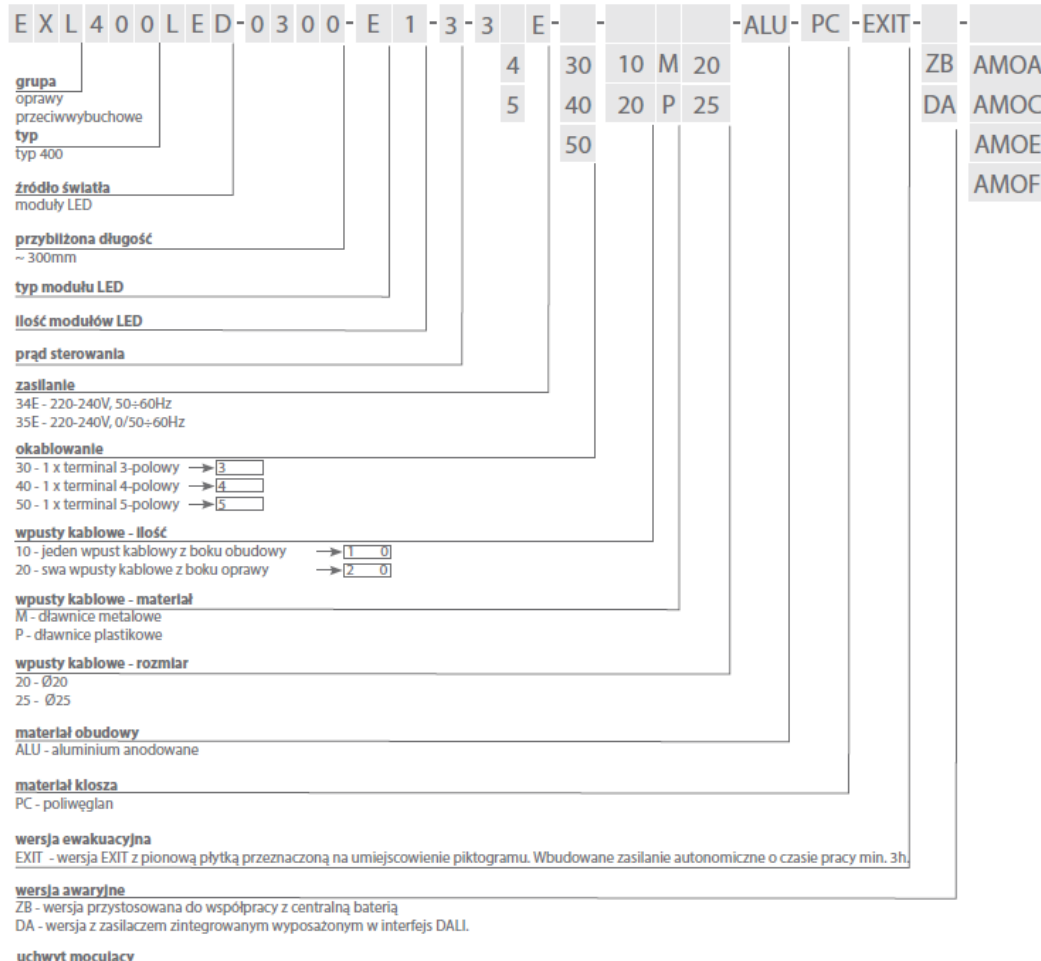 EXL400LED-0300-E1-3-3 E- - -ALU-PC-EXIT- -
4 30 10 M 20 ZB AMOA
5 40 20 P 25 DA AMOC
50 AMOE
AMOF
grupa
oprawy
przeciwwybuchowe
typ
typ 400
źródło światła
moduły LED
przybliżona długość
~ 300mm
typ modułu LED
ilość modułów LED
prąd sterowania
zasilanie
34E - 220-240V, 50÷60Hz
35E - 220-240V, 0/50÷60Hz
okablowanie
30 - 1 x terminal 3-polowy 3
40 - 1 x terminal 4-polowy 4
50 - 1 x terminal 5-polowy 5
wpusty kablowe - ilość
10 - jeden wpust kablowy z boku obudowy 1 0
20 - swa wpusty kablowe z boku oprawy 2 0
wpusty kablowe - materiał
M - dławnice metalowe
P - dławnice plastikowe
wpusty kablowe - rozmiar
20 - Ø20
25 - Ø25
materiał obudowy
ALU - aluminium anodowane
materiał klosza
PC - poliwęglan
wersja ewakuacyjna
EXIT - wersja EXIT z pionową płytką przeznaczoną na umiejscowienie piktogramu. Wbudowane zasilanie autonomiczne o czasie pracy min. 3h.
wersja awaryjne
ZB - wersja przystosowana do współpracy z centralną baterią
DA - wersja z zasilaczem zintegrowanym wyposażonym w interfejs DALI.
uchwyt mocujący